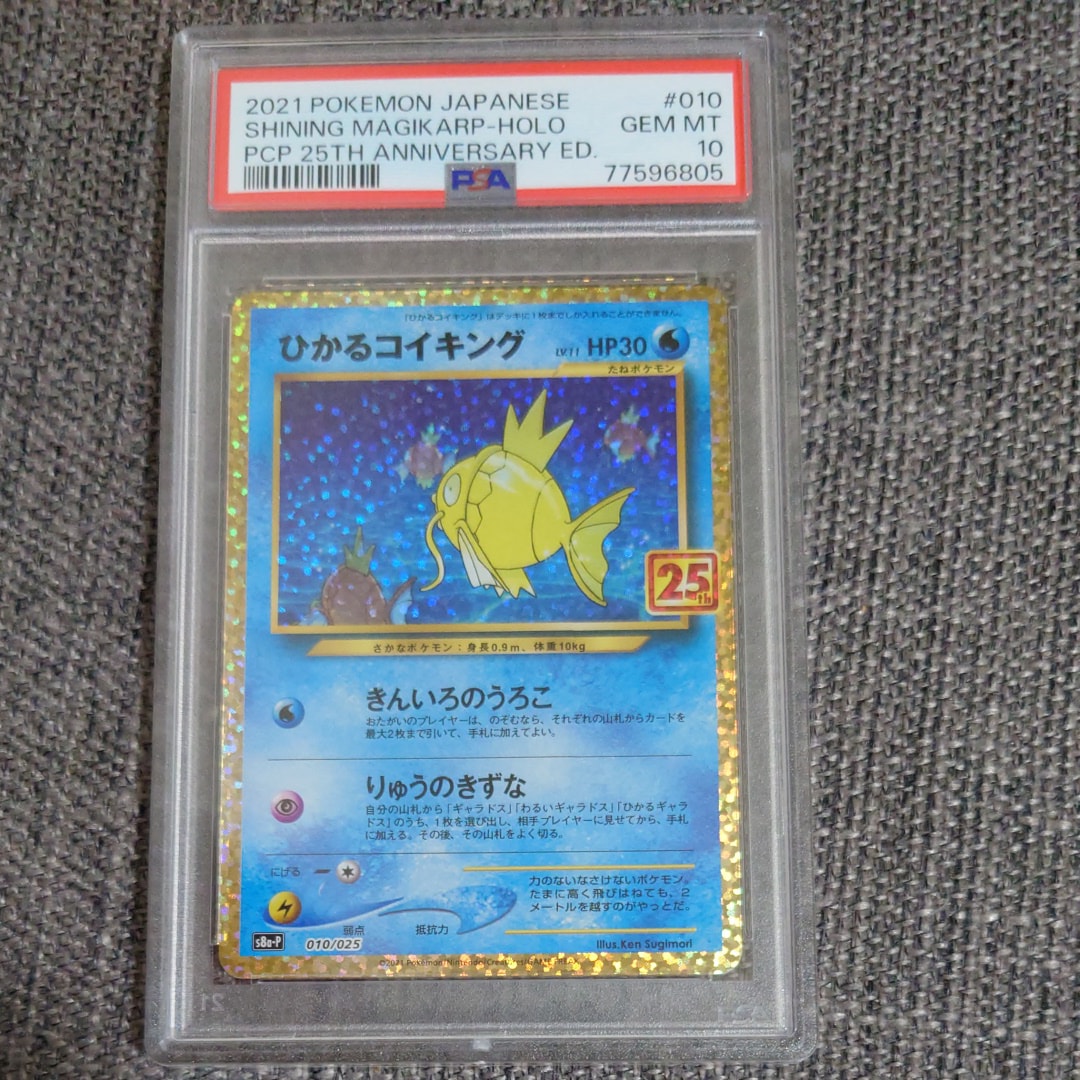 2021 POKEMON JAPANESE #010
SHINING MAGIKARP-HOLO GEM MT
PCP 25TH ANNIVERSARY ED. 10
PSA 77596805
「ひかるコイキング」はデッキに1枚までしか入れることができません。
ひかるコイキング LV.11 HP30
たねポケモン
25th
さかなポケモン：身長0.9m、体重10kg
きんいろのうろこ
おたがいのプレイヤーは、のぞむなら、それぞれの山札からカードを
最大2枚まで引いて、手札に加えてよい。
りゅうのきずな
自分の山札から「ギャラドス」「わるいギャラドス」「ひかるギャラ
ドス」のうち、1枚を選び出し、相手プレイヤーに見せてから、手札
に加える。その後、その山札をよく切る。
にげる
力のないなさけないポケモン。
たまに高く飛びはねても、2
メートルを越すのがやっとだ。
弱点 抵抗力
s8a-P 010/025 Illus.Ken Sugimori
©2021 Pokémon/Nintendo/Creatures/GAME FREAK